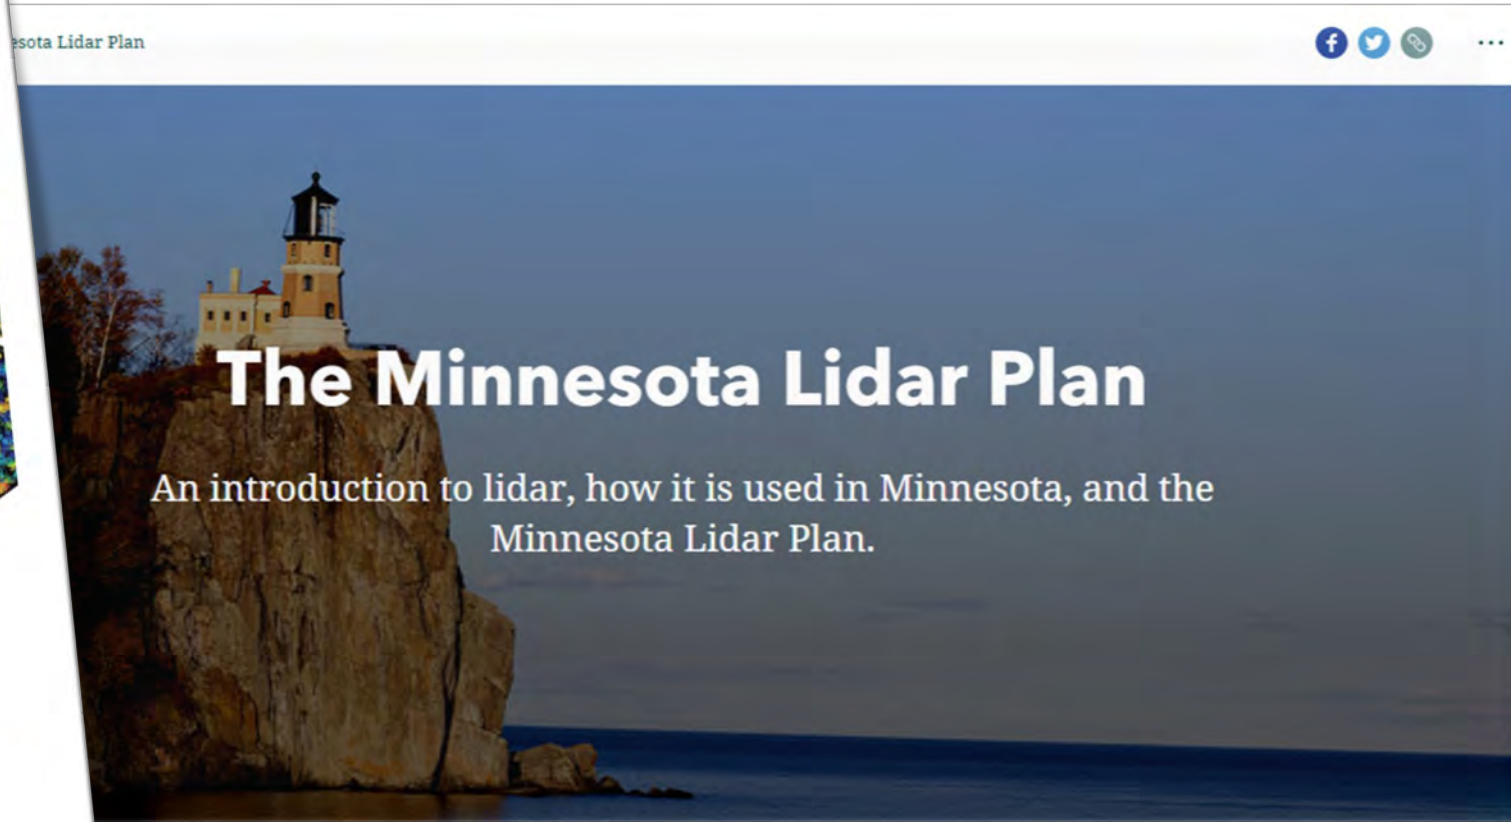 Lidar Plan
The Minnesota Lidar Plan
An introduction to lidar, how it is used in Minnesota, and the
Minnesota Lidar Plan.